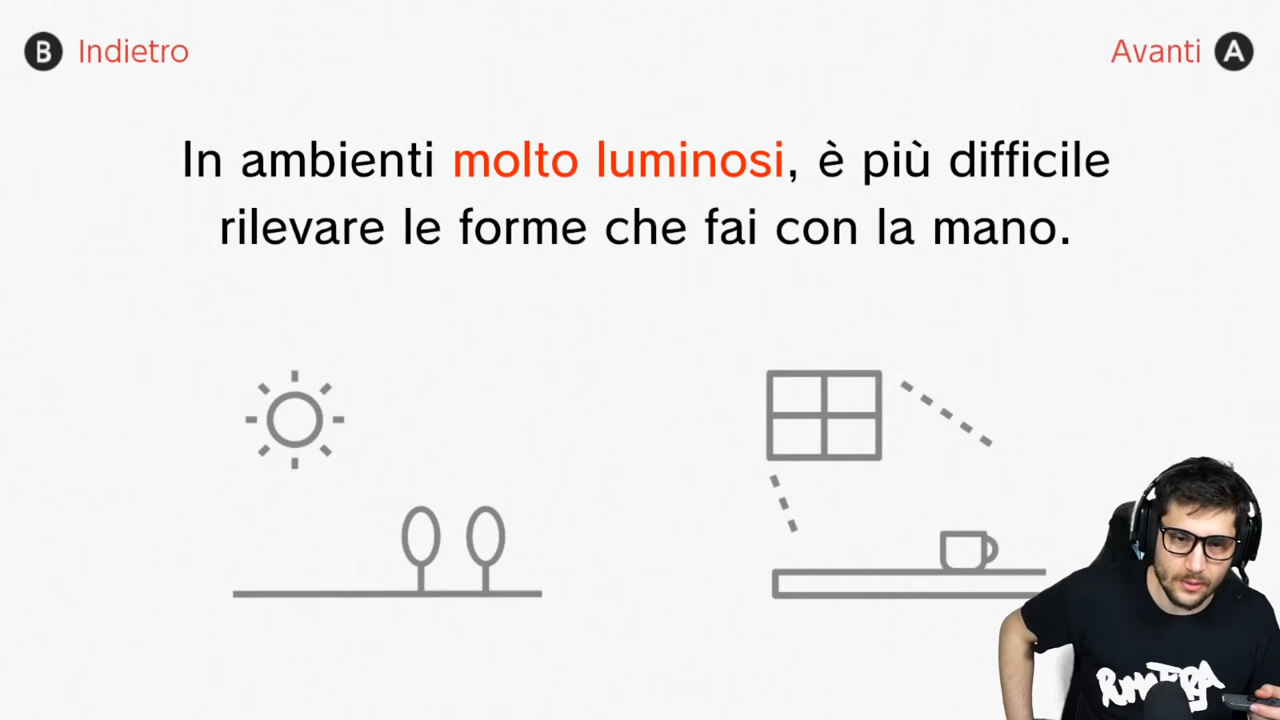 B Indietro
Avanti A
In ambienti molto luminosi, è più difficile
rilevare le forme che fai con la mano.